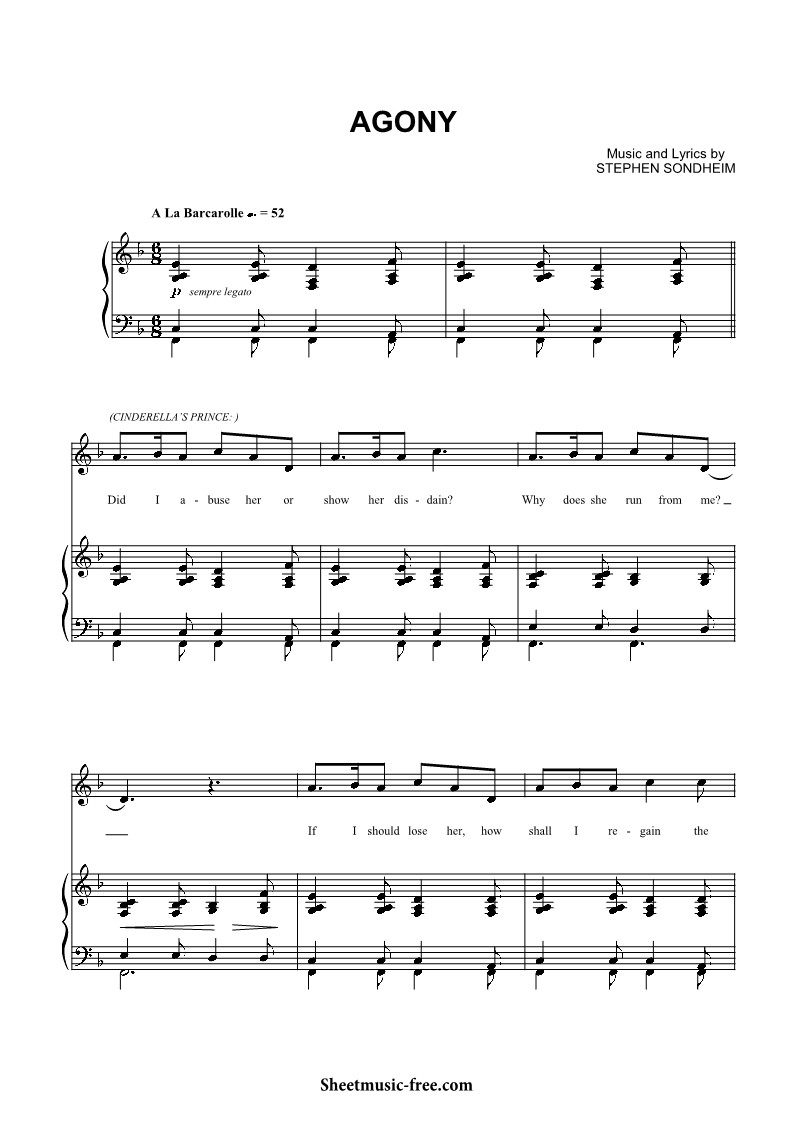 AGONY
Music and Lyrics by
STEPHEN SONDHEIM
A La Barcarolle = 52
p sempre legato
(CINDERELLA'S PRINCE: )
Did I a - buse her or show her dis - dain? Why does she run from me?
If I should lose her, how shall I re - gain the
Sheetmusic-free.com